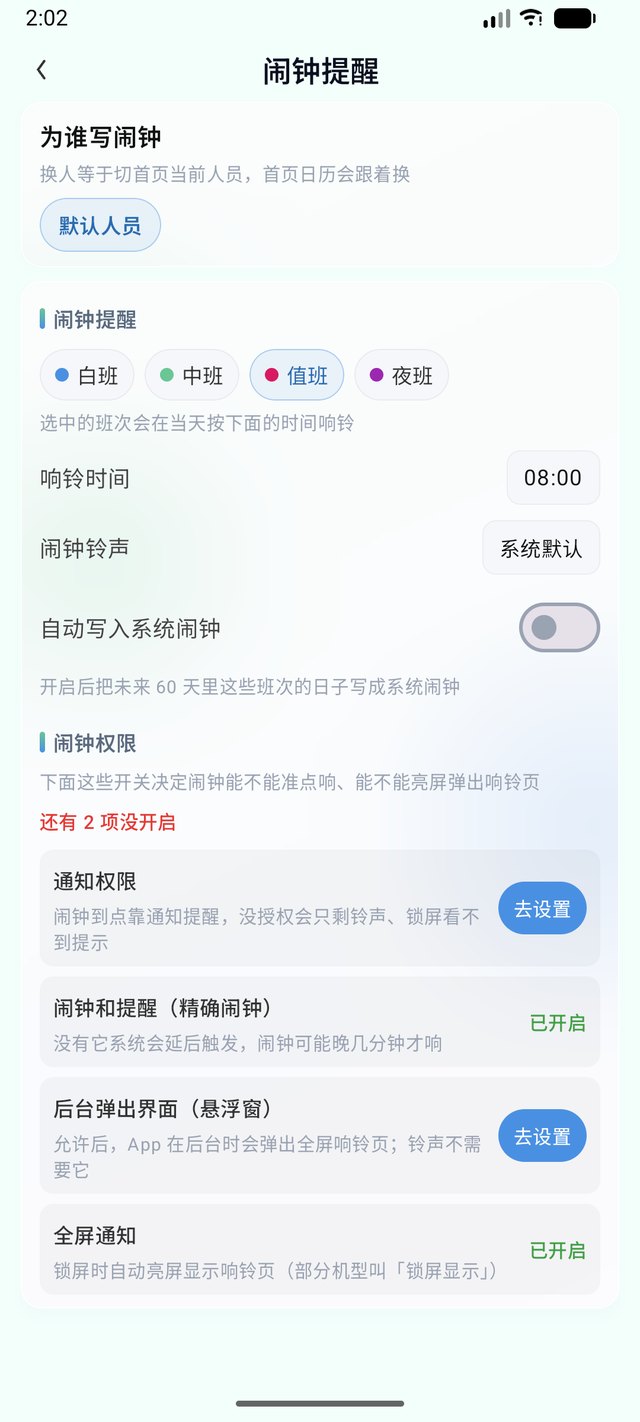 2:02
闹钟提醒
为谁写闹钟
换人等于切首页当前人员，首页日历会跟着换
默认人员
闹钟提醒
白班
中班
值班
夜班
选中的班次会在当天按下面的时间响铃
响铃时间
08:00
闹钟铃声
系统默认
自动写入系统闹钟
开启后把未来 60 天里这些班次的日子写成系统闹钟
闹钟权限
下面这些开关决定闹钟能不能准点响、能不能亮屏弹出响铃页
还有 2 项没开启
通知权限
闹钟到点靠通知提醒，没授权会只剩铃声、锁屏看不
到提示
去设置
闹钟和提醒（精确闹钟）
没有它系统会延后触发，闹钟可能晚几分钟才响
已开启
后台弹出界面（悬浮窗）
允许后，App 在后台时会弹出全屏响铃页；铃声不需
要它
去设置
全屏通知
锁屏时自动亮屏显示响铃页（部分机型叫「锁屏显示」）
已开启